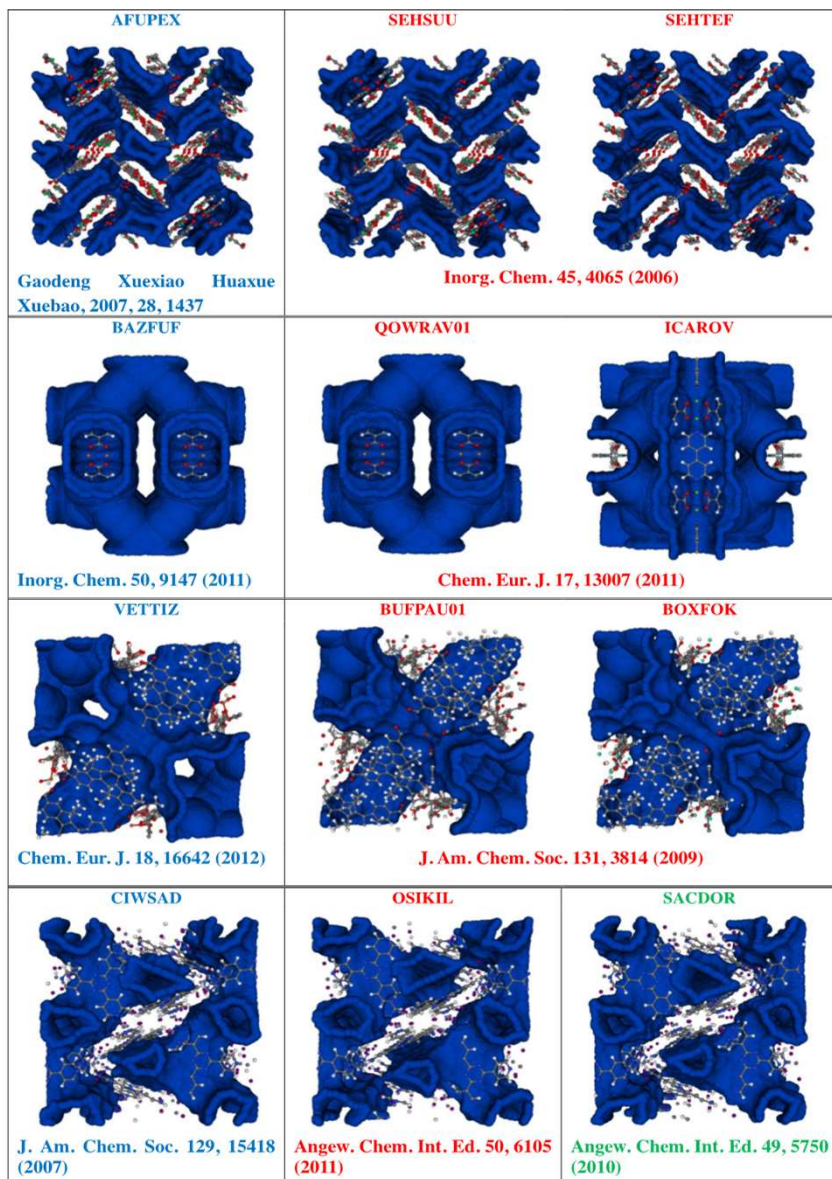 AFUPEX
SEHSUU
SEHTEF
Gaodeng Xuexiao Huaxue
Xuebao, 2007, 28, 1437
Inorg. Chem. 45, 4065 (2006)
BAZFUF
QOWRAV01
ICAROV
Inorg. Chem. 50, 9147 (2011)
Chem. Eur. J. 17, 13007 (2011)
VETTIZ
BUFPAU01
BOXFOK
Chem. Eur. J. 18, 16642 (2012)
J. Am. Chem. Soc. 131, 3814 (2009)
CIWSAD
OSIKIL
SACDOR
J. Am. Chem. Soc. 129, 15418
(2007)
Angew. Chem. Int. Ed. 50, 6105
(2011)
Angew. Chem. Int. Ed. 49, 5750
(2010)